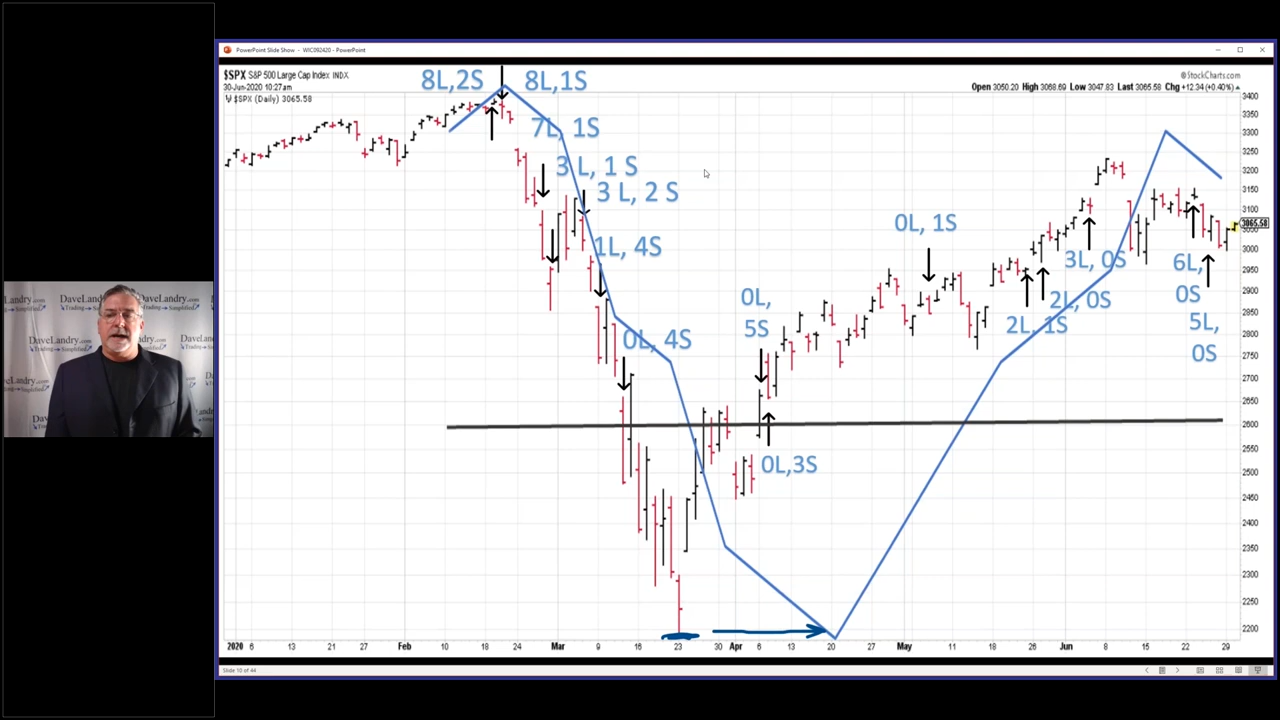 PowerPoint Slide Show - WIC092420 - PowerPoint
$SPX S&P 500 Large Cap Index INDX
© StockCharts.com
30-Jun-2020 10:27am
Open 3050.20 High 3068.69 Low 3047.83 Last 3065.58 Chg +12.34 (+0.40%)
$SPX (Daily) 3065.58
8L,2S
8L,1S
7L, 1S
3 L, 1 S
3 L, 2 S
1L, 4S
0L, 4S
0L,
5S
0L,3S
0L, 1S
2L, 1S
2L, 0S
3L, 0S
6L,
0S
5L,
0S
3400
3300
3250
3200
3150
3100
3065.58
3050
3000
2950
2900
2850
2800
2750
2700
2650
2600
2500
2450
2400
2350
2300
2250
2200
2020 6 13 21 27 Feb 10 18 24 Mar 9 16 23 30 Apr 6 13 20 27 May 11 18 26 Jun 8 15 22 29
Slide 10 of 44
DaveLandry.com
Trading Simplified